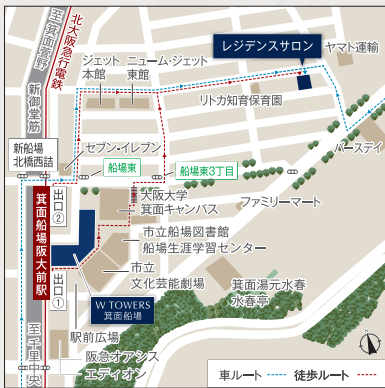 至箕面萱野
北大阪急行電鉄
新御堂筋
ジェット
本館
ニューム・ジェット
東館
レジデンスサロン
ヤマト運輸
リトカ知育保育園
バースデイ
新船場
北橋西詰
セブン-イレブン
船場東
船場東3丁目
出口②
大阪大学
箕面キャンパス
ファミリーマート
箕面船場阪大前駅
市立船場図書館
船場生涯学習センター
市立
文化芸能劇場
出口①
W TOWERS
箕面船場
箕面湯元水春
水春亭
駅前広場
阪急オアシス
エディオン
至千里中央
車ルート
徒歩ルート
N